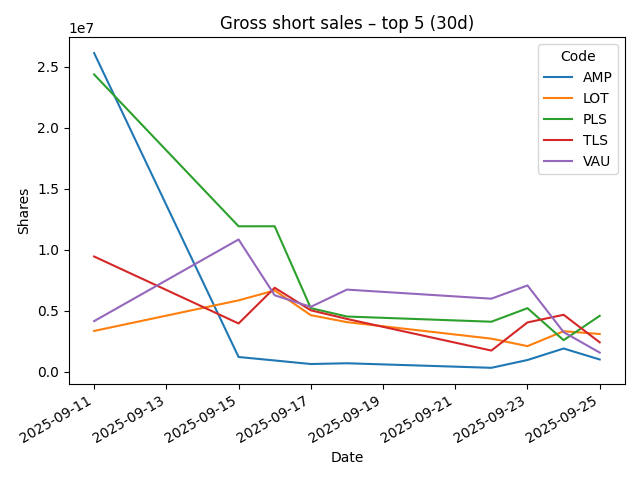 Gross short sales – top 5 (30d)
1e7
Code
AMP
LOT
PLS
TLS
VAU
Shares
2.5
2.0
1.5
1.0
0.5
0.0
2025-09-11
2025-09-13
2025-09-15
2025-09-17
2025-09-19
2025-09-21
2025-09-23
2025-09-25
Date